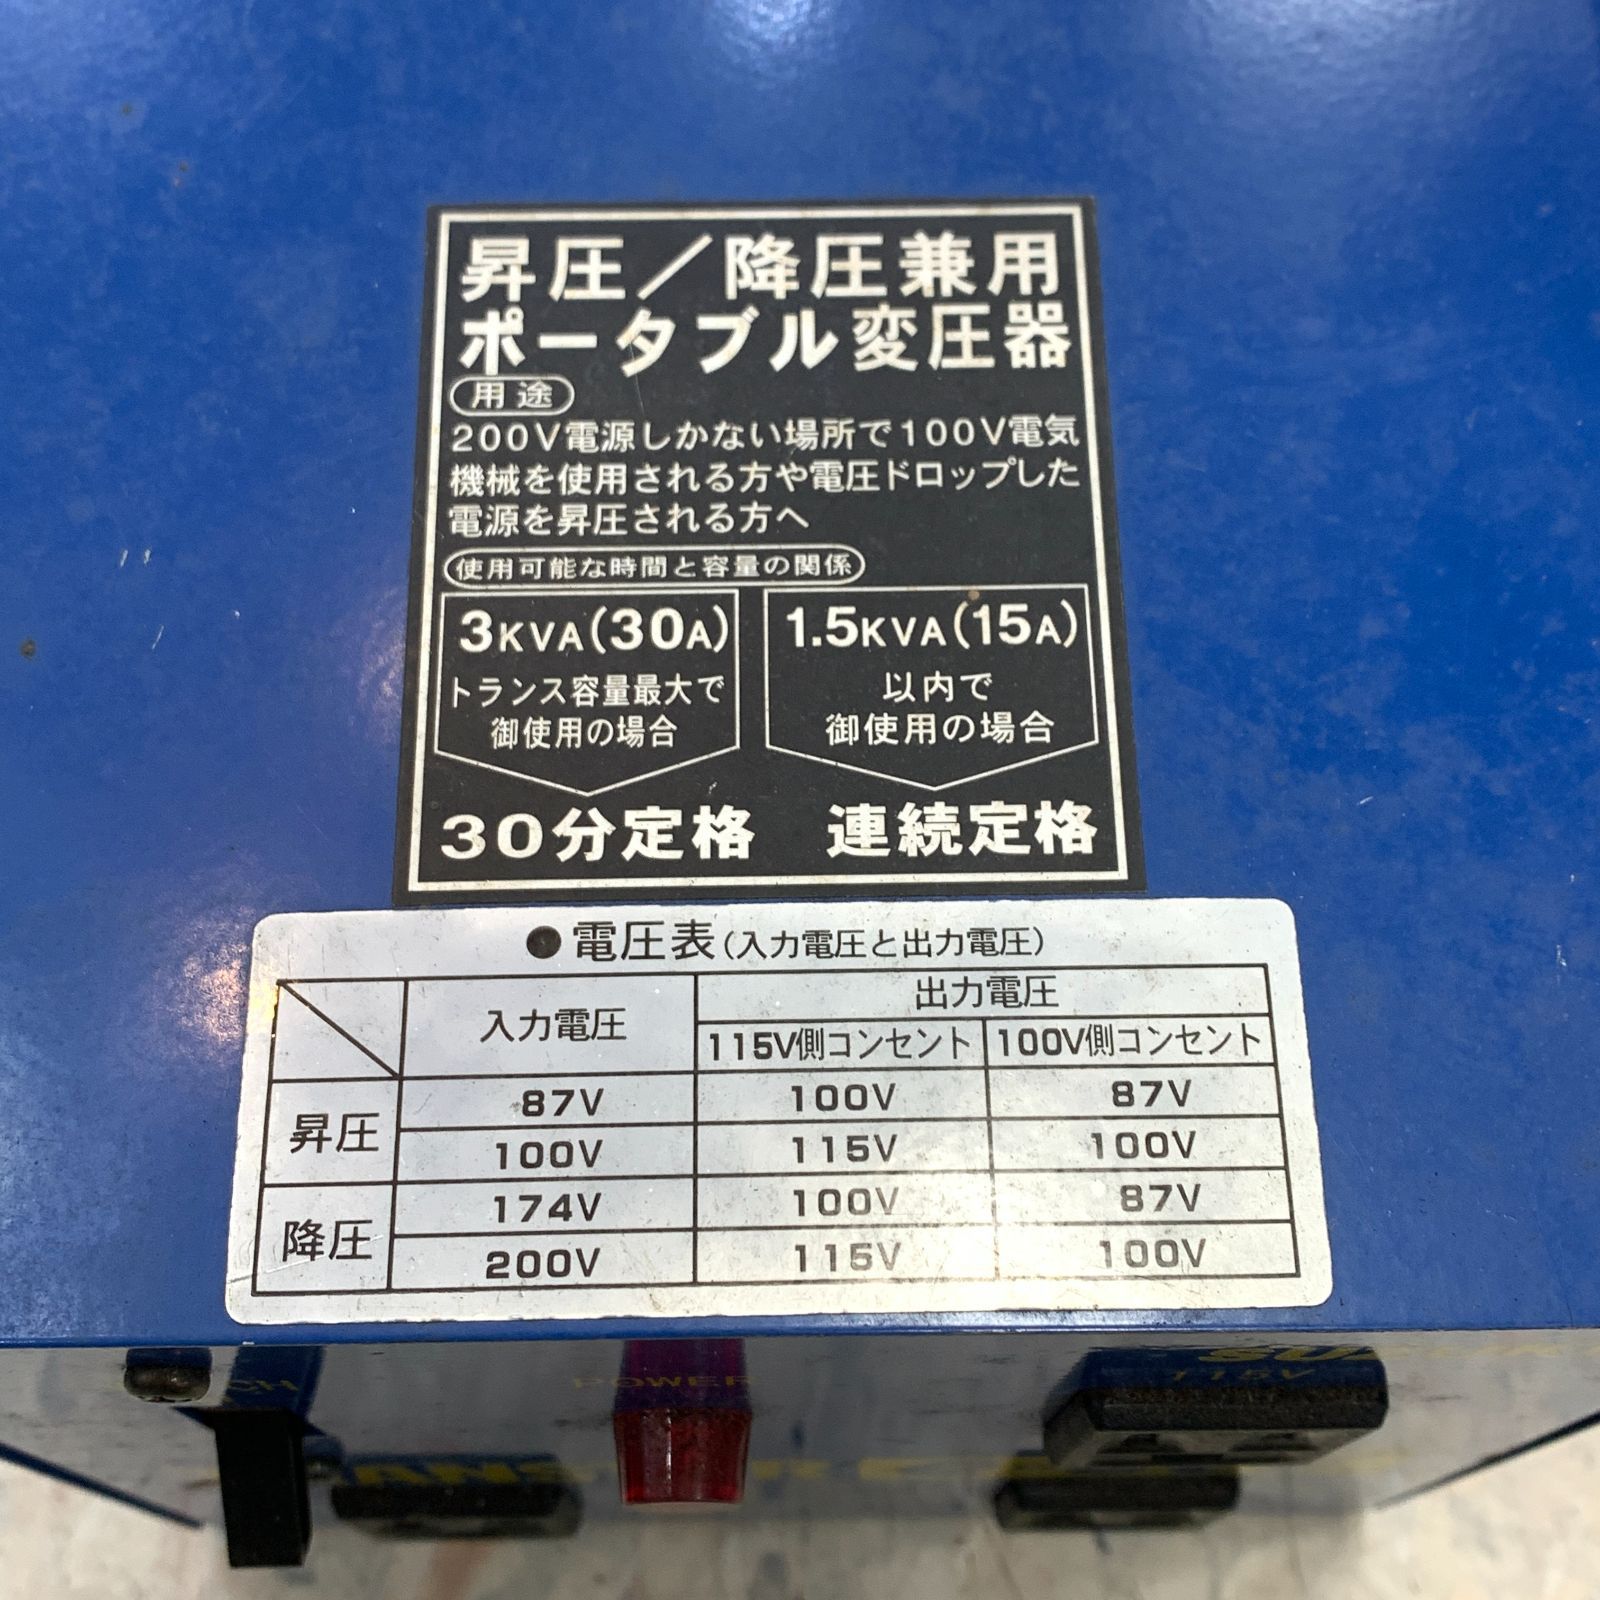 昇圧／降圧兼用
ポータブル変圧器
用途
200V電源しかない場所で100V電気
機械を使用される方や電圧ドロップした
電源を昇圧される方へ
使用可能な時間と容量の関係
3KVA(30A)
トランス容量最大で
御使用の場合
30分定格
1.5KVA(15A)
以内で
御使用の場合
連続定格
●電圧表(入力電圧と出力電圧)
入力電圧 出力電圧
115V側コンセント 100V側コンセント
昇圧 87V 100V 87V
100V 115V 100V
降圧 174V 100V 87V
200V 115V 100V
POWER
115V